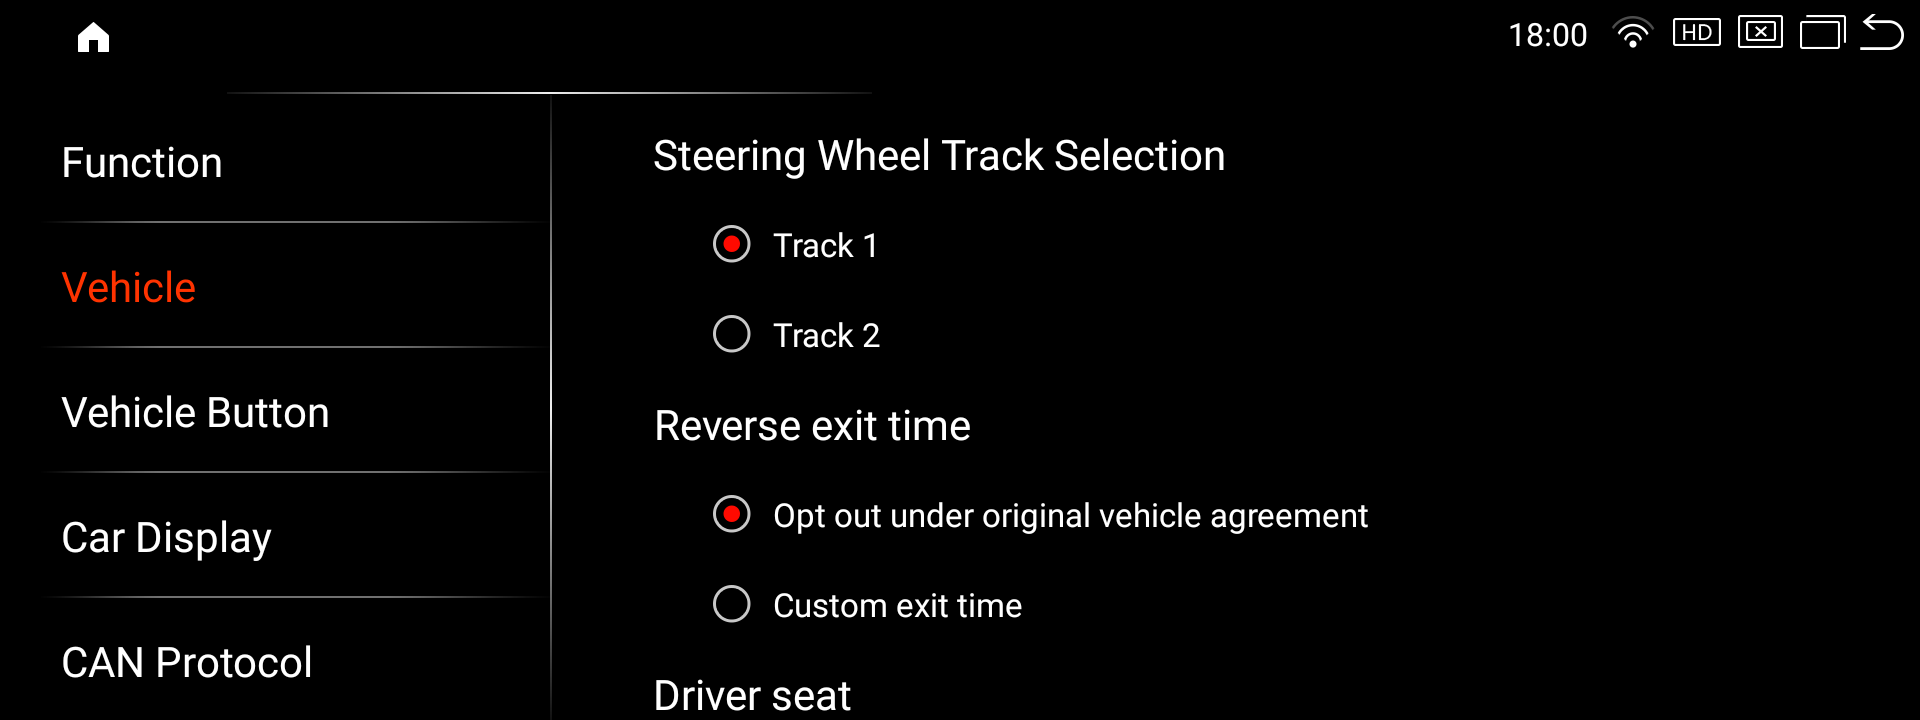 18:00
HD
Function
Vehicle
Vehicle Button
Car Display
CAN Protocol
Steering Wheel Track Selection
Track 1
Track 2
Reverse exit time
Opt out under original vehicle agreement
Custom exit time
Driver seat